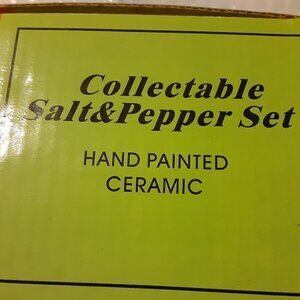 Collectable
Salt&Pepper Set
HAND PAINTED
CERAMIC